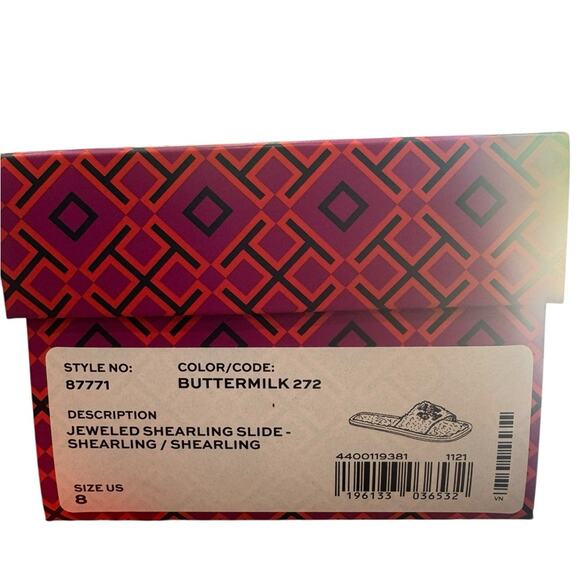 STYLE NO:
87771
COLOR/CODE:
BUTTERMILK 272
DESCRIPTION
JEWELED SHEARLING SLIDE -
SHEARLING / SHEARLING
SIZE US
8
4400119381 1121
196133 036532
VN